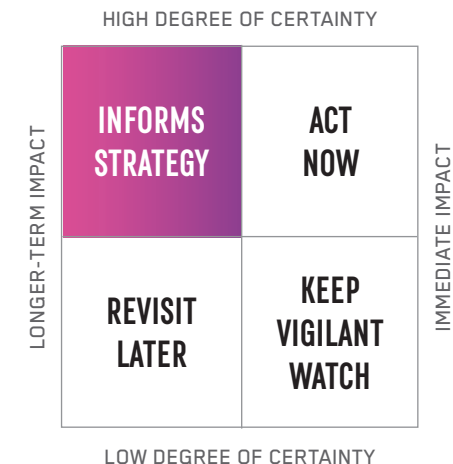 HIGH DEGREE OF CERTAINTY
LONGER-TERM IMPACT
INFORMS
STRATEGY
ACT
NOW
IMMEDIATE IMPACT
REVISIT
LATER
KEEP
VIGILANT
WATCH
LOW DEGREE OF CERTAINTY